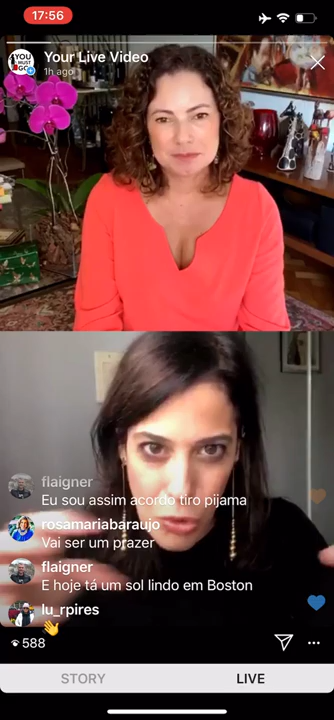 17:56
YOU
MUST
GO
Your Live Video
1h ago
flaigner
Eu sou assim acordo tiro pijama
rosamariabaraujo
Vai ser um prazer
flaigner
E hoje tá um sol lindo em Boston
lu_rpires
👋
588
STORY
LIVE